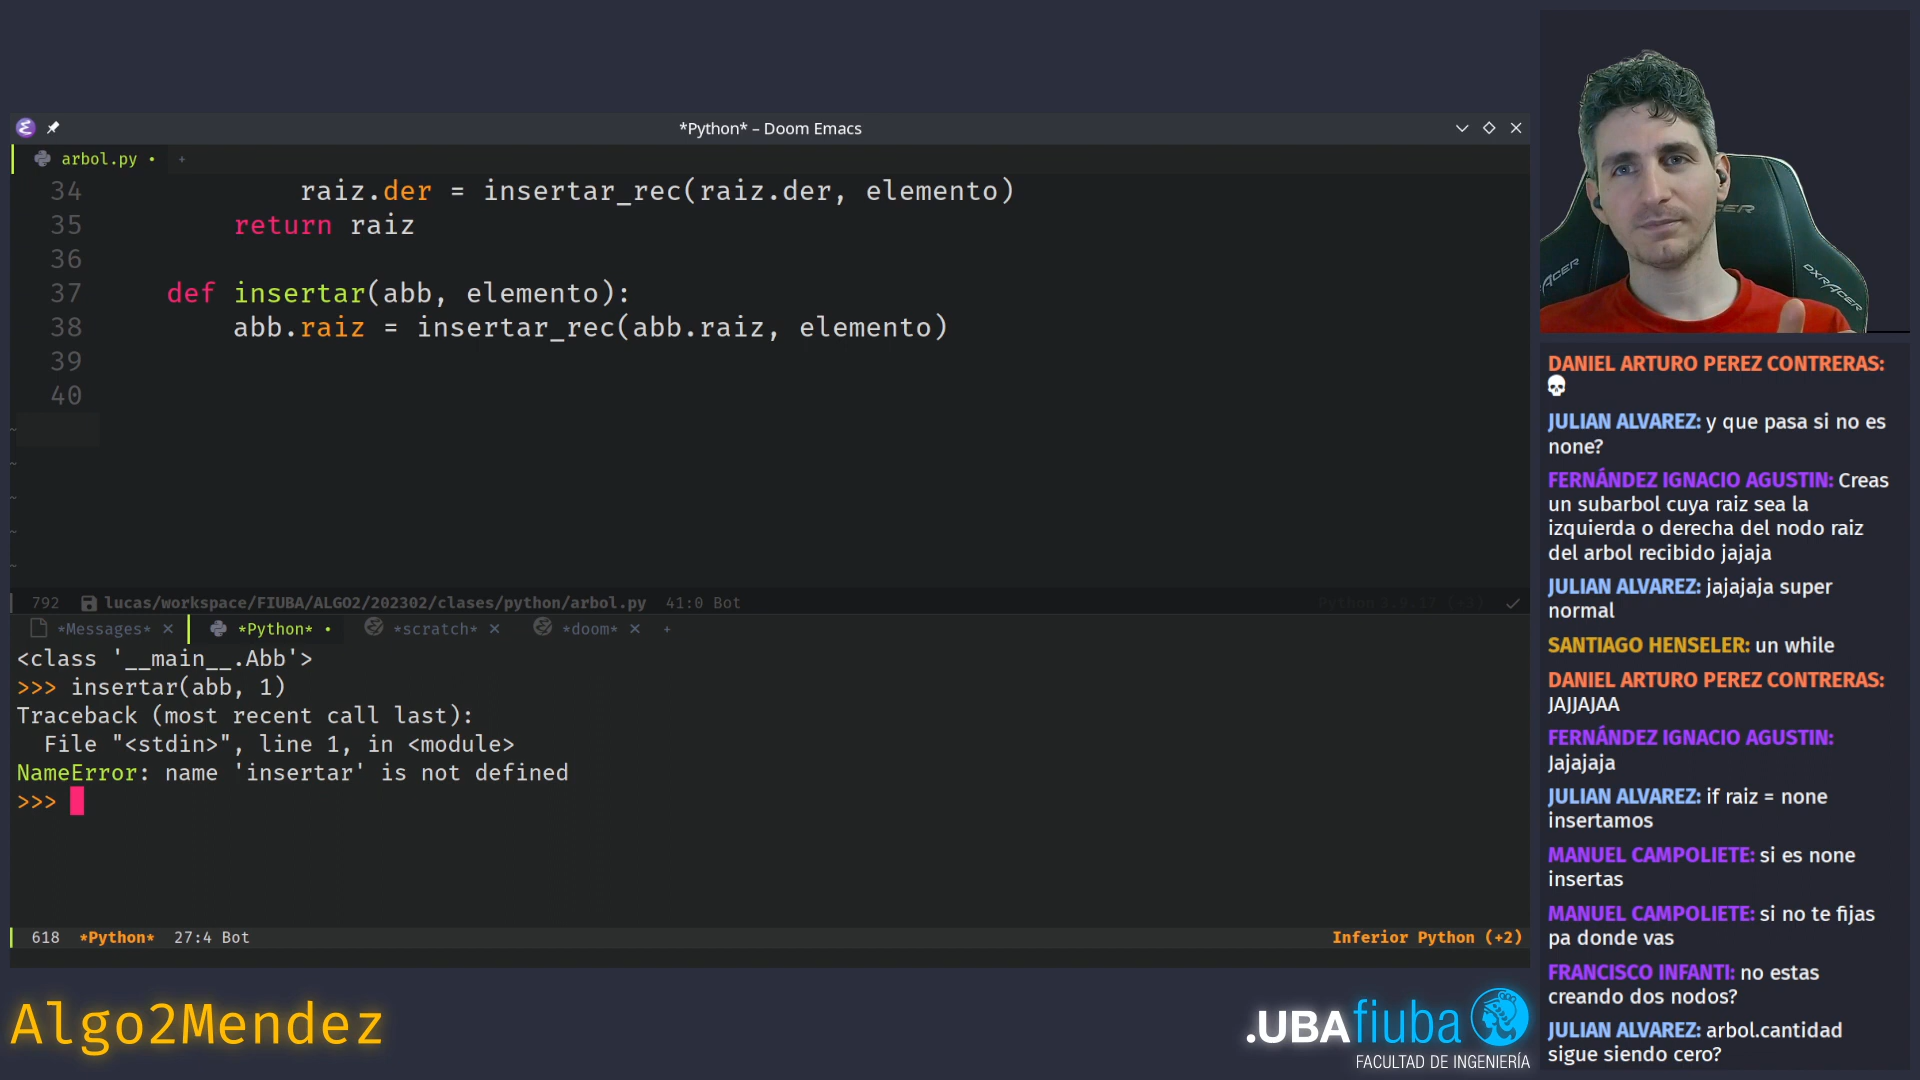 *Python* – Doom Emacs
arbol.py • +
34 raiz.der = insertar_rec(raiz.der, elemento)
35 return raiz
36
37 def insertar(abb, elemento):
38 abb.raiz = insertar_rec(abb.raiz, elemento)
39
40
~
~
~
~
~
792 lucas/workspace/FIUBA/ALGO2/202302/clases/python/arbol.py 41:0 Bot
*Messages* × *Python* • *scratch* × *doom* × +
<class '__main__.Abb'>
>>> insertar(abb, 1)
Traceback (most recent call last):
File "<stdin>", line 1, in <module>
NameError: name 'insertar' is not defined
>>>
618 *Python* 27:4 Bot Inferior Python (+2)
Algo2Mendez
.UBAfiuba
FACULTAD DE INGENIERÍA
DXRACER
DANIEL ARTURO PEREZ CONTRERAS:
💀
JULIAN ALVAREZ: y que pasa si no es
none?
FERNÁNDEZ IGNACIO AGUSTIN: Creas
un subarbol cuya raiz sea la
izquierda o derecha del nodo raiz
del arbol recibido jajaja
JULIAN ALVAREZ: jajajaja super
normal
SANTIAGO HENSELER: un while
DANIEL ARTURO PEREZ CONTRERAS:
JAJJAJAA
FERNÁNDEZ IGNACIO AGUSTIN:
Jajajaja
JULIAN ALVAREZ: if raiz = none
insertamos
MANUEL CAMPOLIETE: si es none
insertas
MANUEL CAMPOLIETE: si no te fijas
pa donde vas
FRANCISCO INFANTI: no estas
creando dos nodos?
JULIAN ALVAREZ: arbol.cantidad
sigue siendo cero?